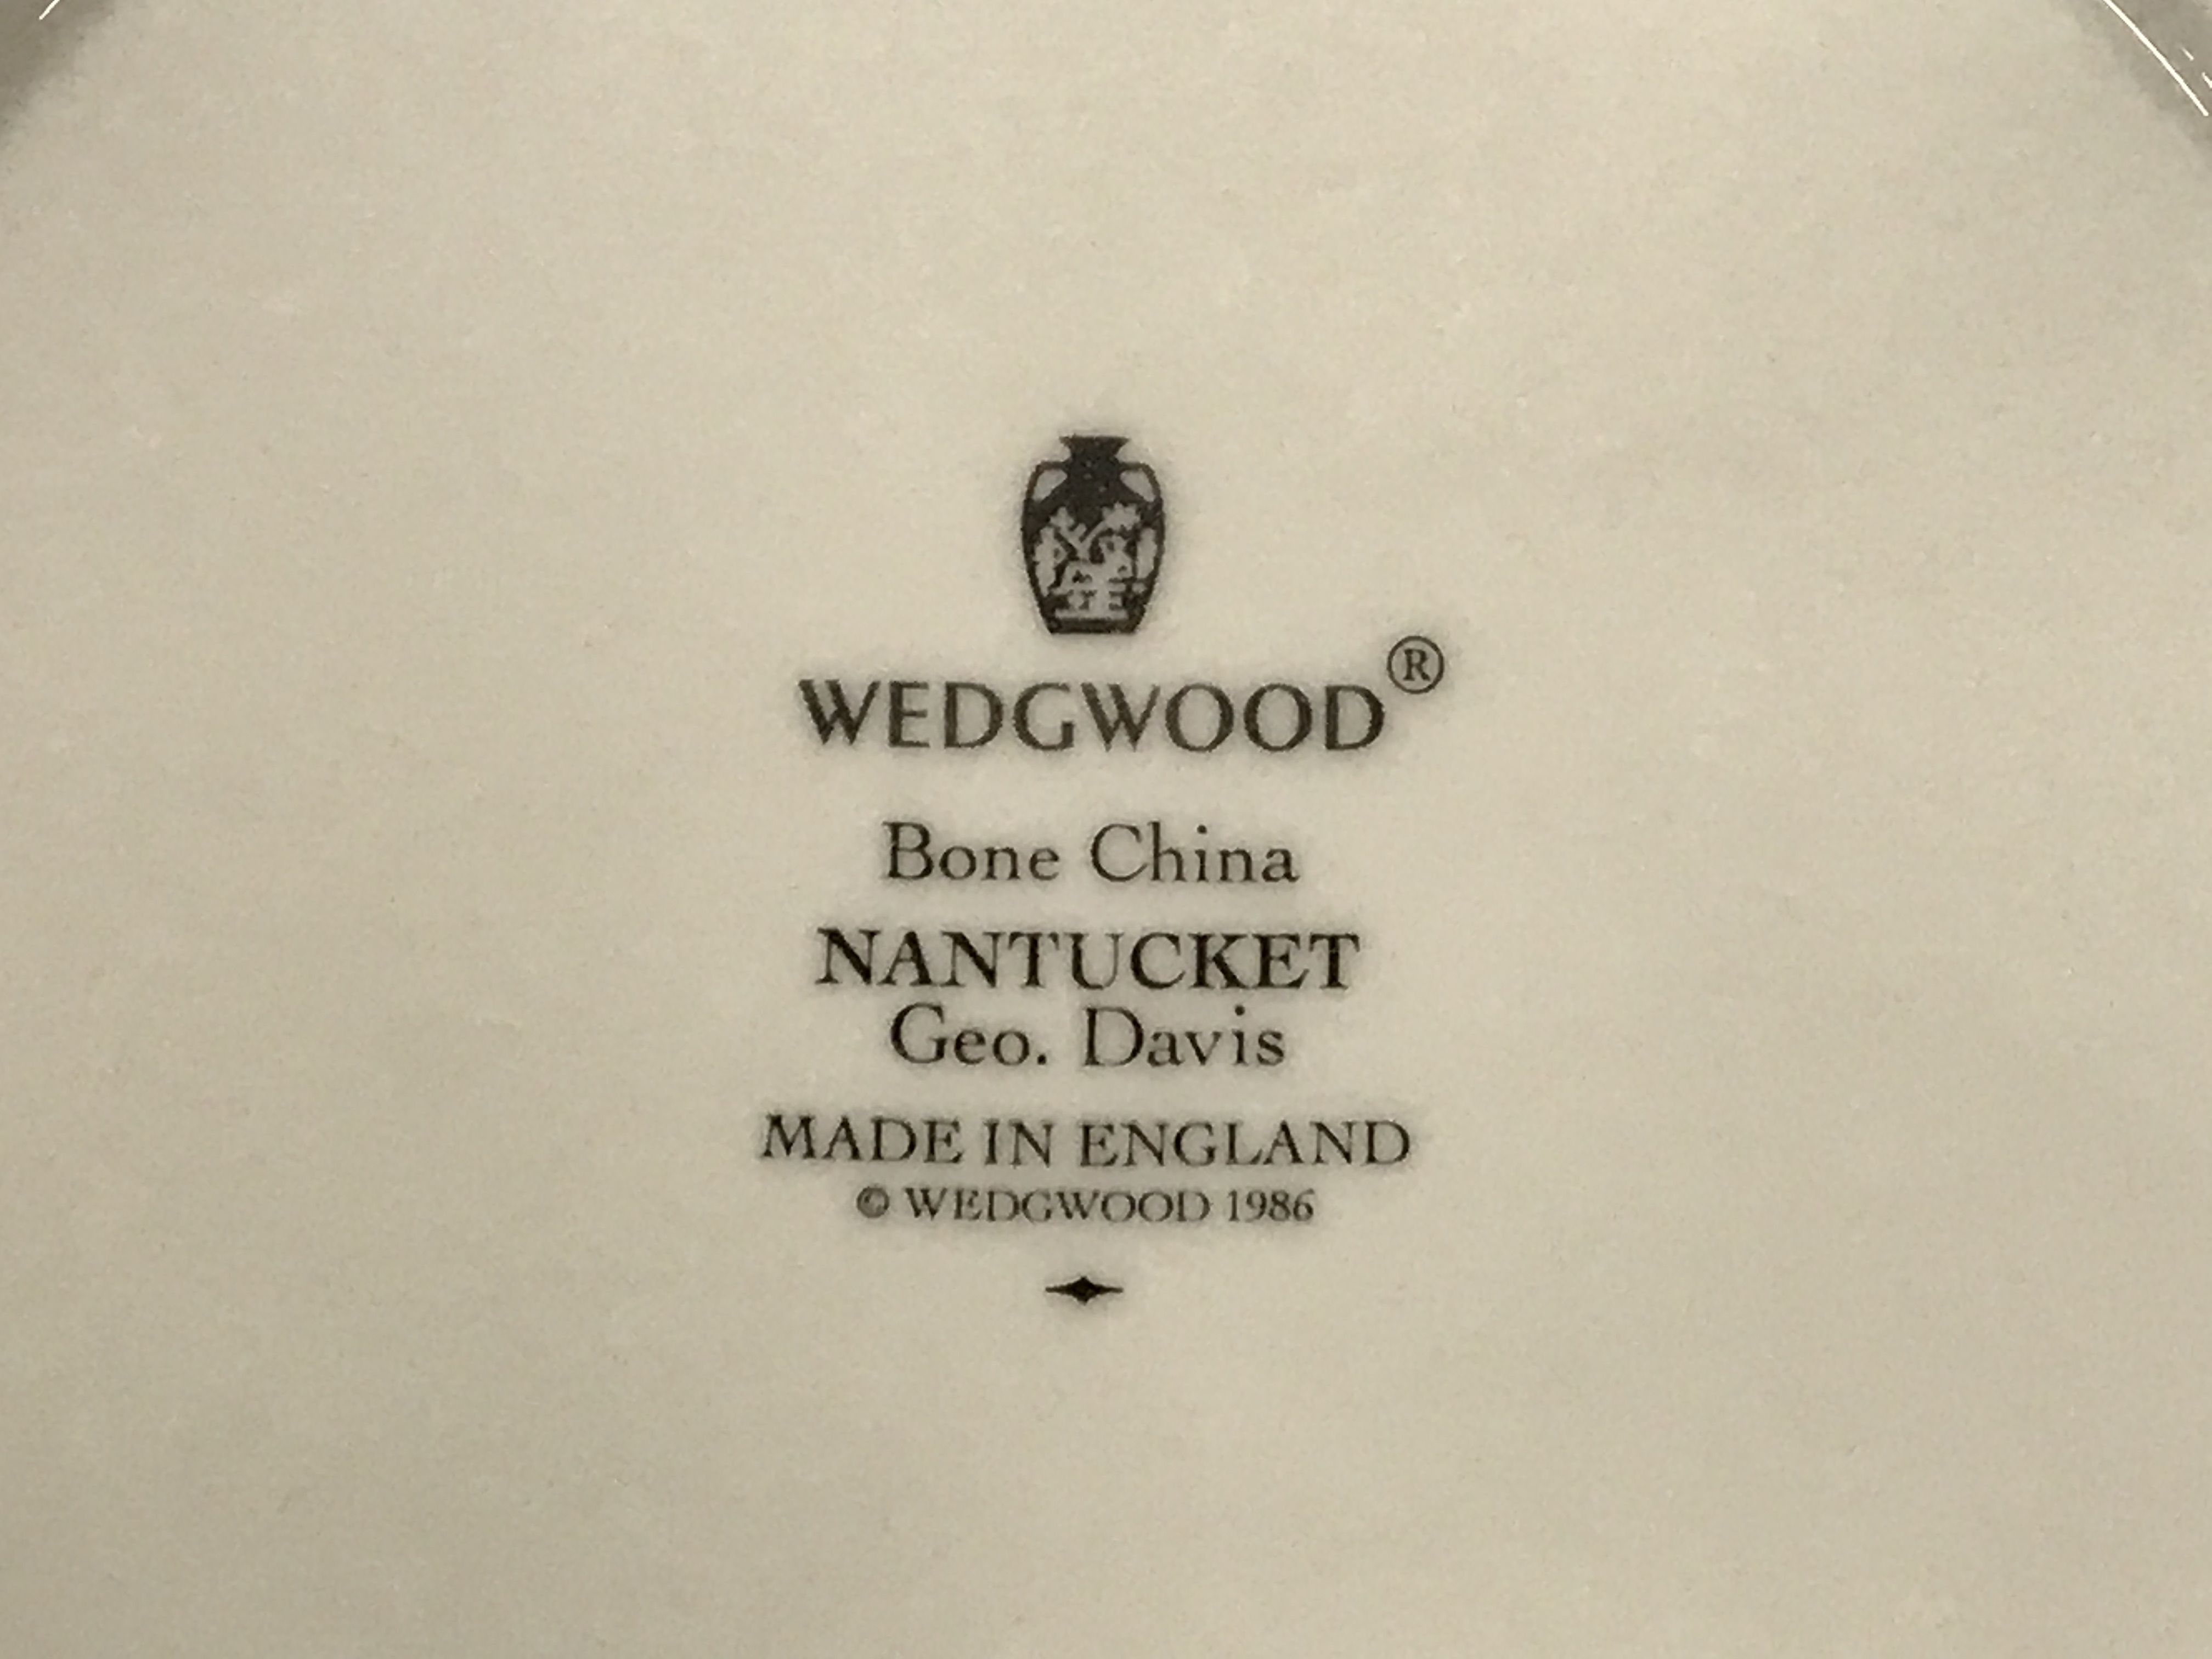 WEDGWOOD®
Bone China
NANTUCKET
Geo. Davis
MADE IN ENGLAND
© WEDGWOOD 1986